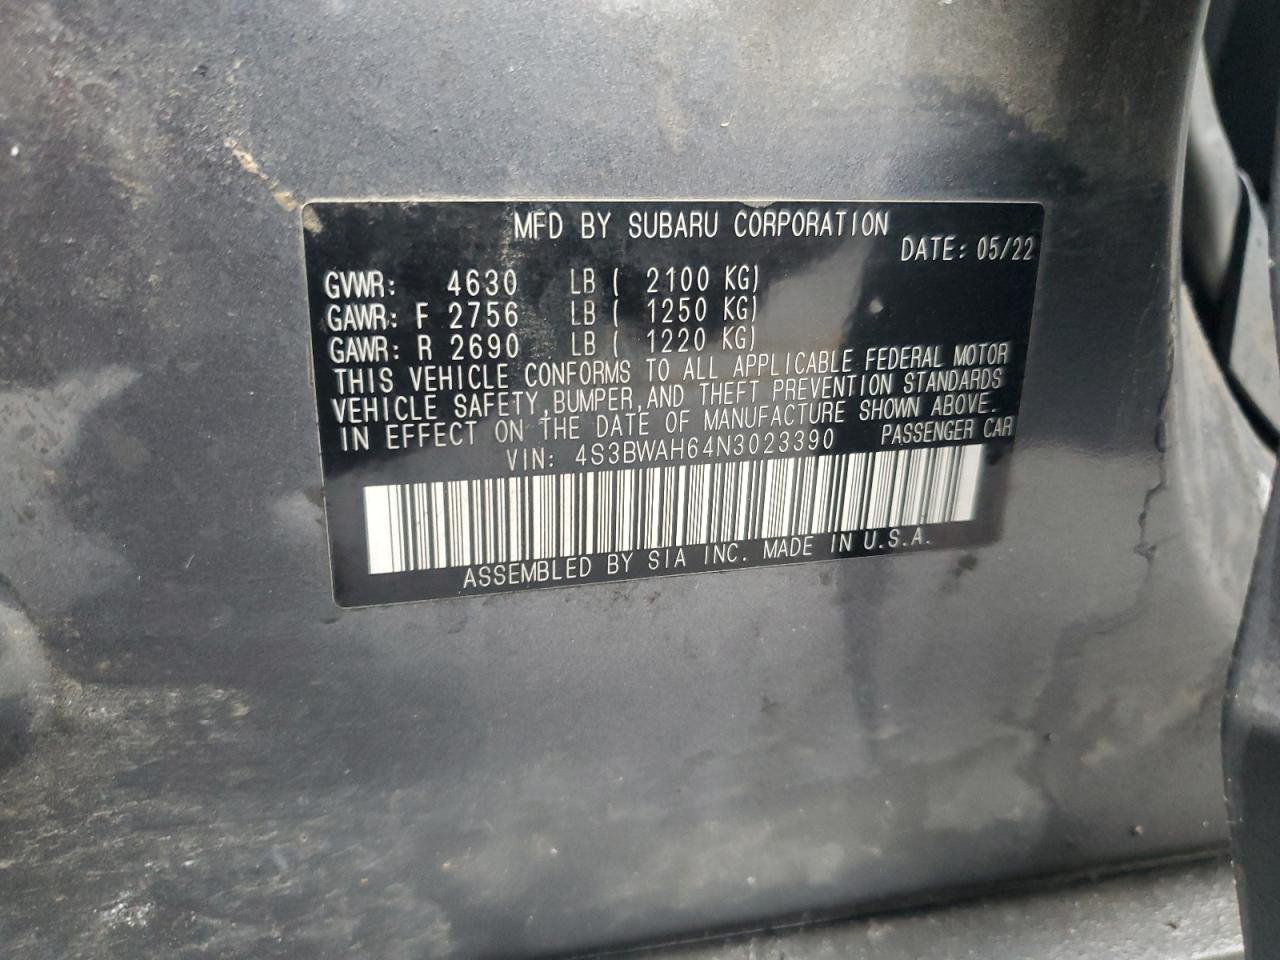 MFD BY SUBARU CORPORATION
DATE: 05/22
GVWR: 4630 LB ( 2100 KG)
GAWR: F 2756 LB ( 1250 KG)
GAWR: R 2690 LB ( 1220 KG)
THIS VEHICLE CONFORMS TO ALL APPLICABLE FEDERAL MOTOR
VEHICLE SAFETY, BUMPER, AND THEFT PREVENTION STANDARDS
IN EFFECT ON THE DATE OF MANUFACTURE SHOWN ABOVE.
VIN: 4S3BWAH64N3023390 PASSENGER CAR
ASSEMBLED BY SIA INC. MADE IN U.S.A.